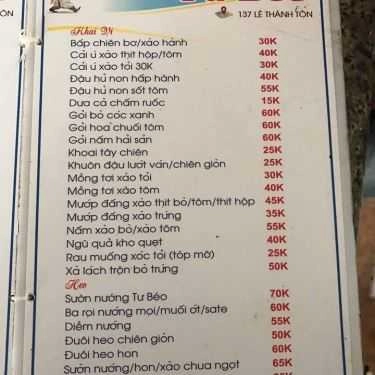 137 LÊ THÁNH TÔN
Khai Vị
Bắp chiên bơ/xào hành 30K
Cải ủ xào thịt hộp/tôm 40K
Cải ủ xào tỏi 30K 30K
Đậu hủ non hấp hành 40K
Đậu hủ non sốt tôm 55K
Dưa cà chấm ruốc 15K
Gỏi bò cóc xanh 60K
Gỏi hoa chuối tôm 60K
Gỏi nấm hải sản 60K
Khoai tây chiên 25K
Khuôn đậu lướt ván/chiên giòn 25K
Mồng tơi xào tỏi 30K
Mồng tơi xào tôm 40K
Mướp đắng xào thịt bò/tôm/thịt hộp 45K
Mướp đắng xào trứng 35K
Nấm xào bò/xào tôm 55K
Ngũ quả kho quẹt 40K
Rau muống xốc tỏi (tóp mỡ) 25K
Xà lách trộn bò trứng 50K
Heo
Sườn nướng Tư Béo 70K
Ba rọi nướng mọi/muối ớt/sate 60K
Diềm nướng 55K
Đuôi heo chiên giòn 50K
Đuôi heo hon 60K
Sườn nướng/hon/xào chua ngọt 65K